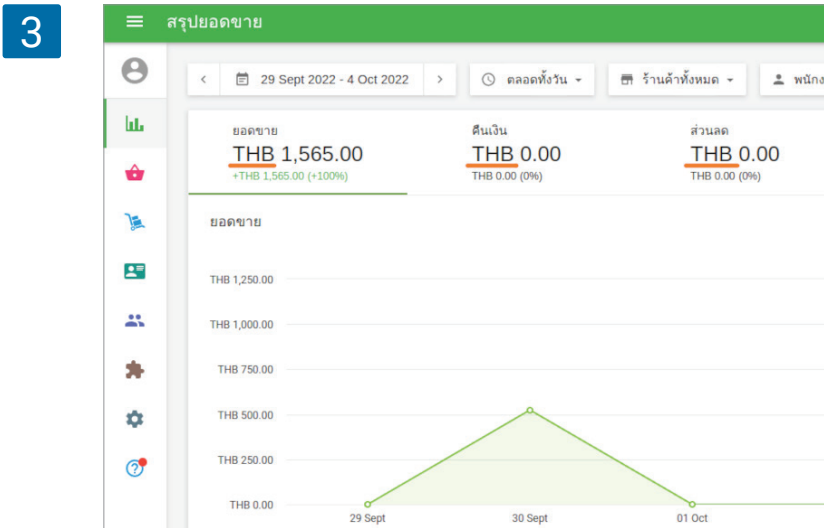 3
สรุปยอดขาย
29 Sept 2022 - 4 Oct 2022
ตลอดทั้งวัน
ร้านค้าทั้งหมด
ยอดขาย
THB 1,565.00
+THB 1,565.00 (+100%)
คืนเงิน
THB 0.00
THB 0.00 (0%)
ส่วนลด
THB 0.00
THB 0.00 (0%)
ยอดขาย
THB 1,250.00
THB 1,000.00
THB 750.00
THB 500.00
THB 250.00
THB 0.00
29 Sept
30 Sept
01 Oct